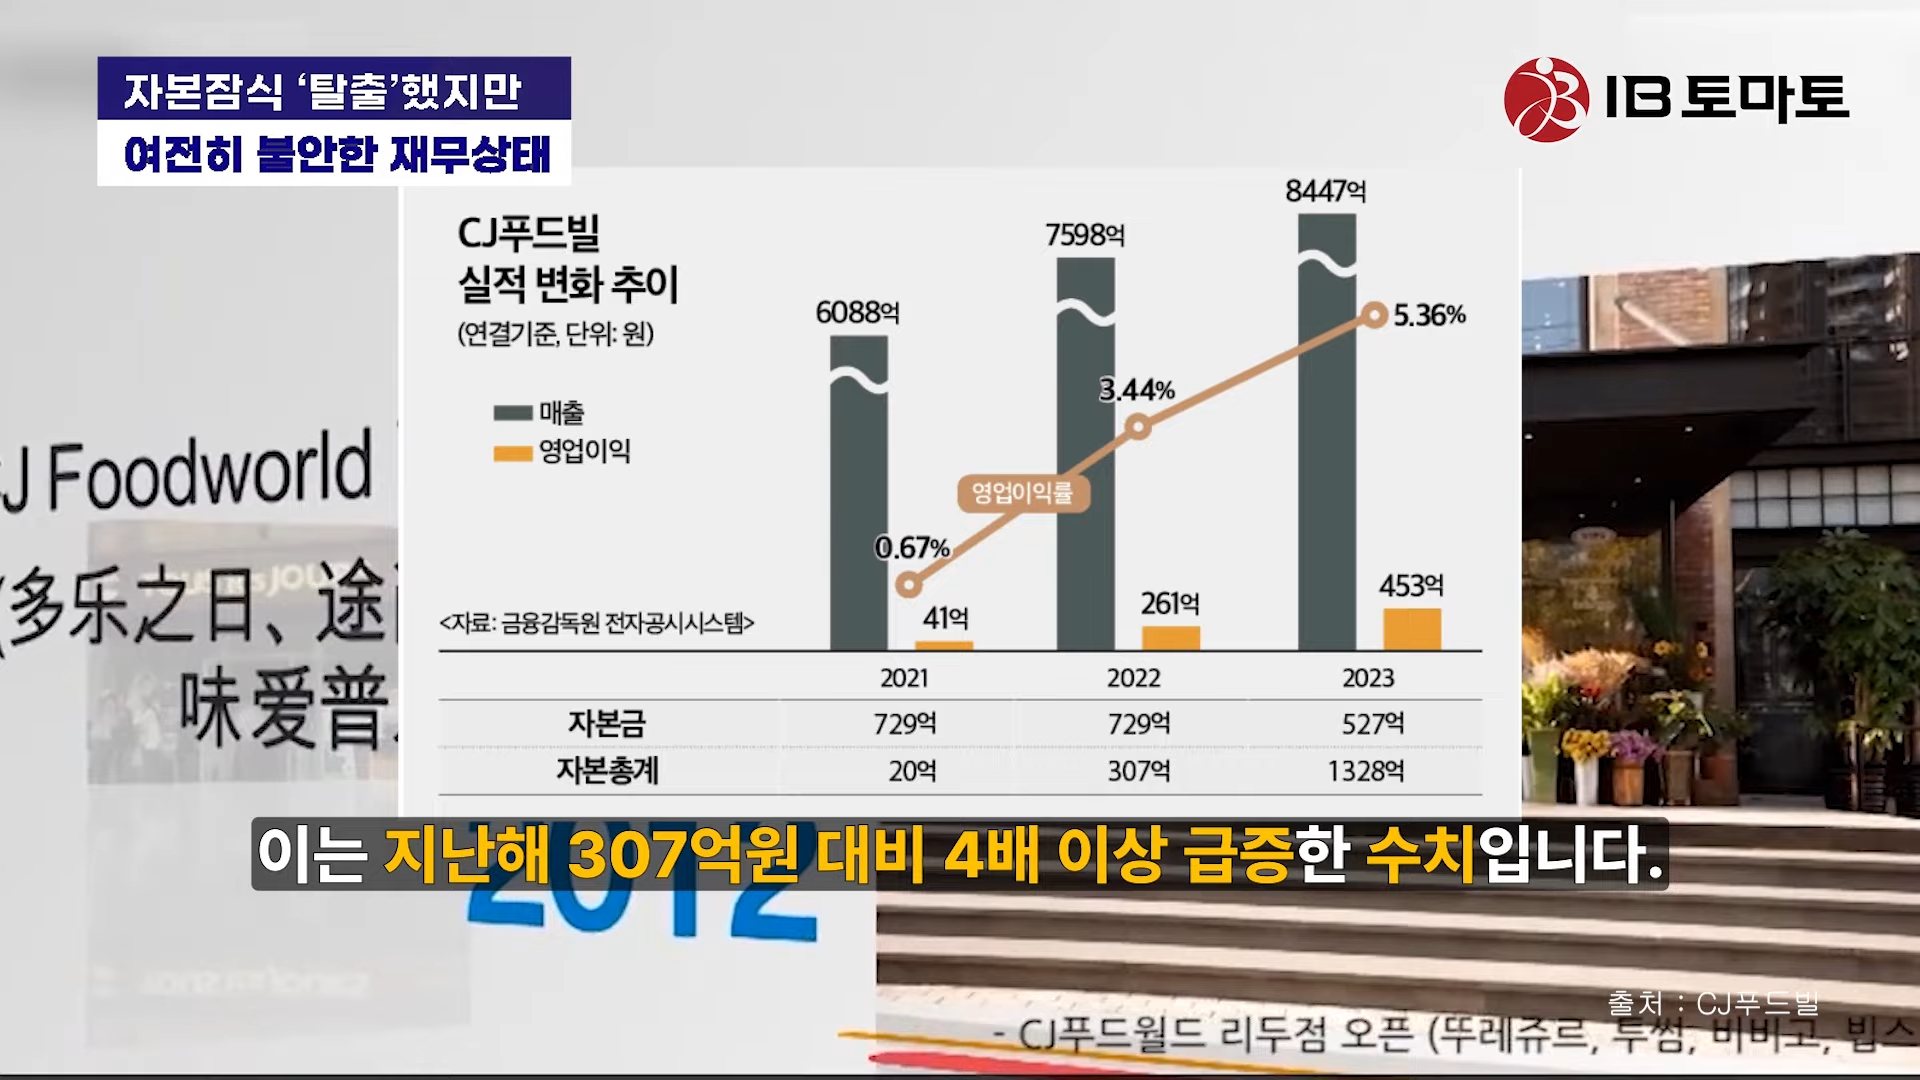 자본잠식 ‘탈출’했지만
여전히 불안한 재무상태
IB 토마토
CJ푸드빌
실적 변화 추이
(연결기준, 단위: 원)
매출
영업이익
6088억
7598억
8447억
0.67%
3.44%
5.36%
영업이익률
41억
261억
453억
<자료: 금융감독원 전자공시시스템>
2021 2022 2023
자본금 729억 729억 527억
자본총계 20억 307억 1328억
J Foodworld
(多乐之日、途
味爱普
이는 지난해 307억원 대비 4배 이상 급증한 수치입니다.
2012
출처 : CJ푸드빌
- CJ푸드월드 리두점 오픈 (뚜레쥬르, 투썸, 비비고, 빕스